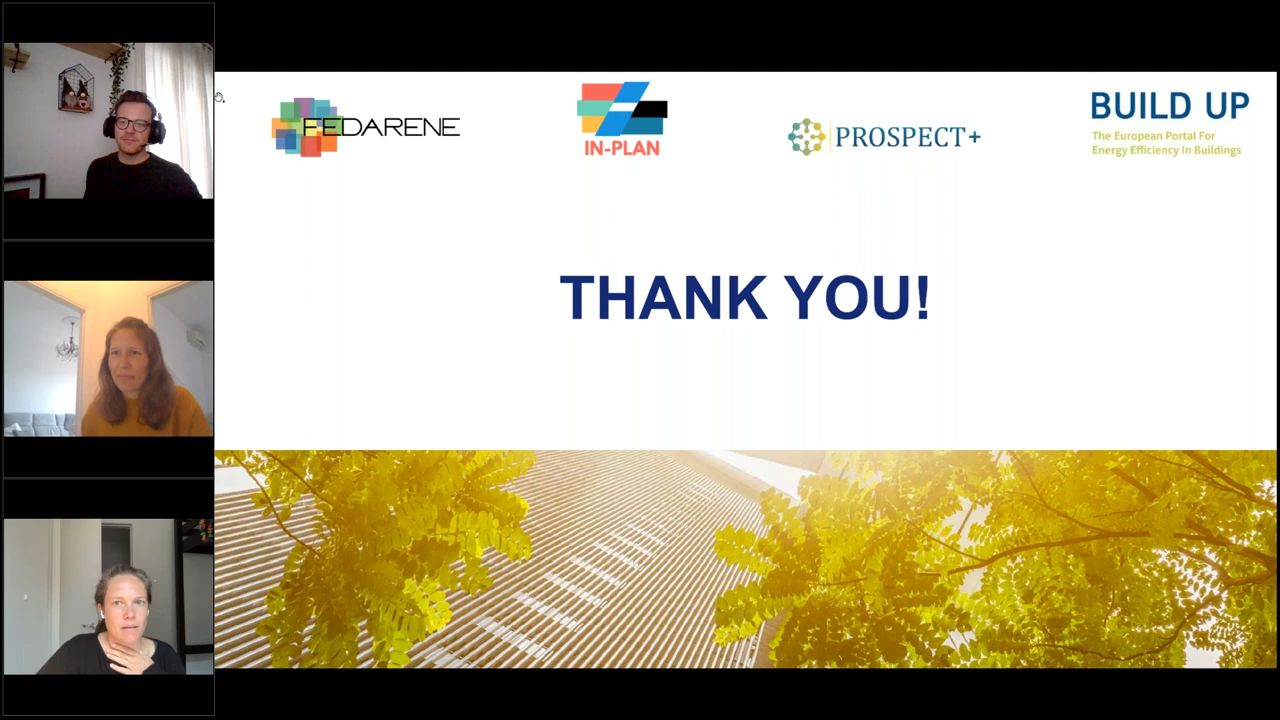 FEDARENE
IN-PLAN
PROSPECT+
BUILD UP
The European Portal For
Energy Efficiency In Buildings
THANK YOU!